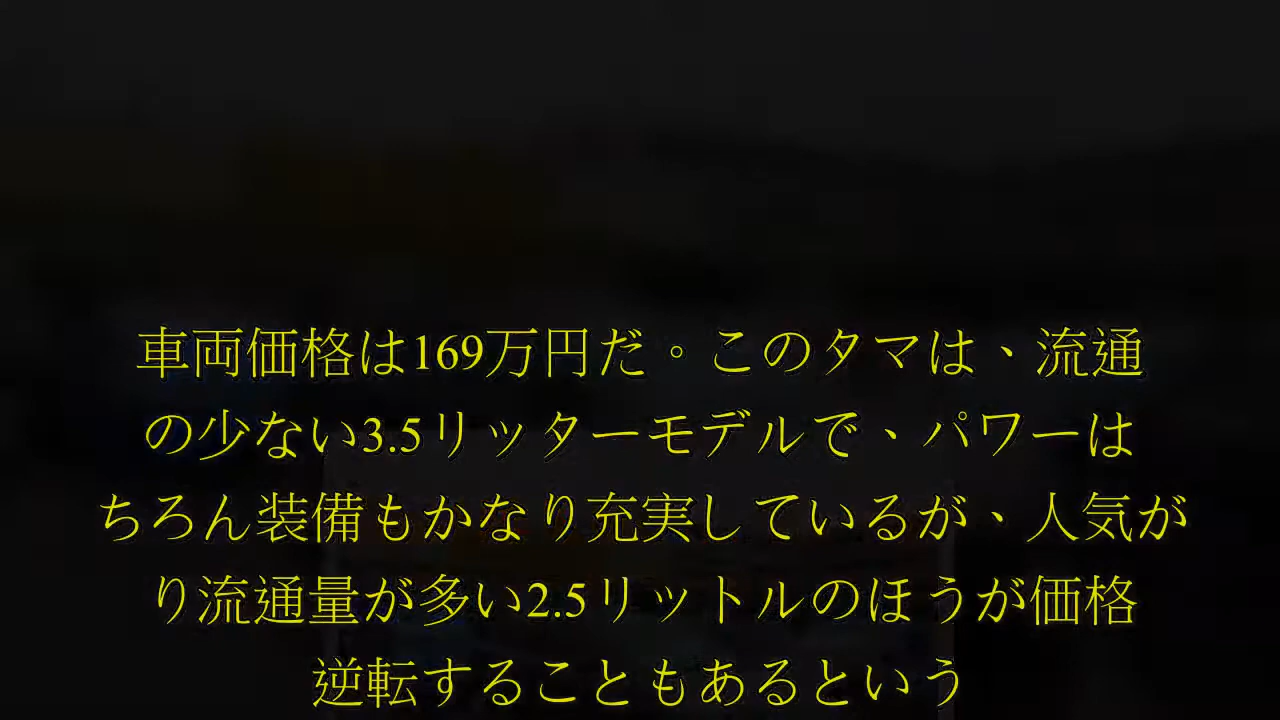 車両価格は169万円だ。このタマは、流通
の少ない3.5リッターモデルで、パワーは
ちろん装備もかなり充実しているが、人気が
り流通量が多い2.5リットルのほうが価格
逆転することもあるという